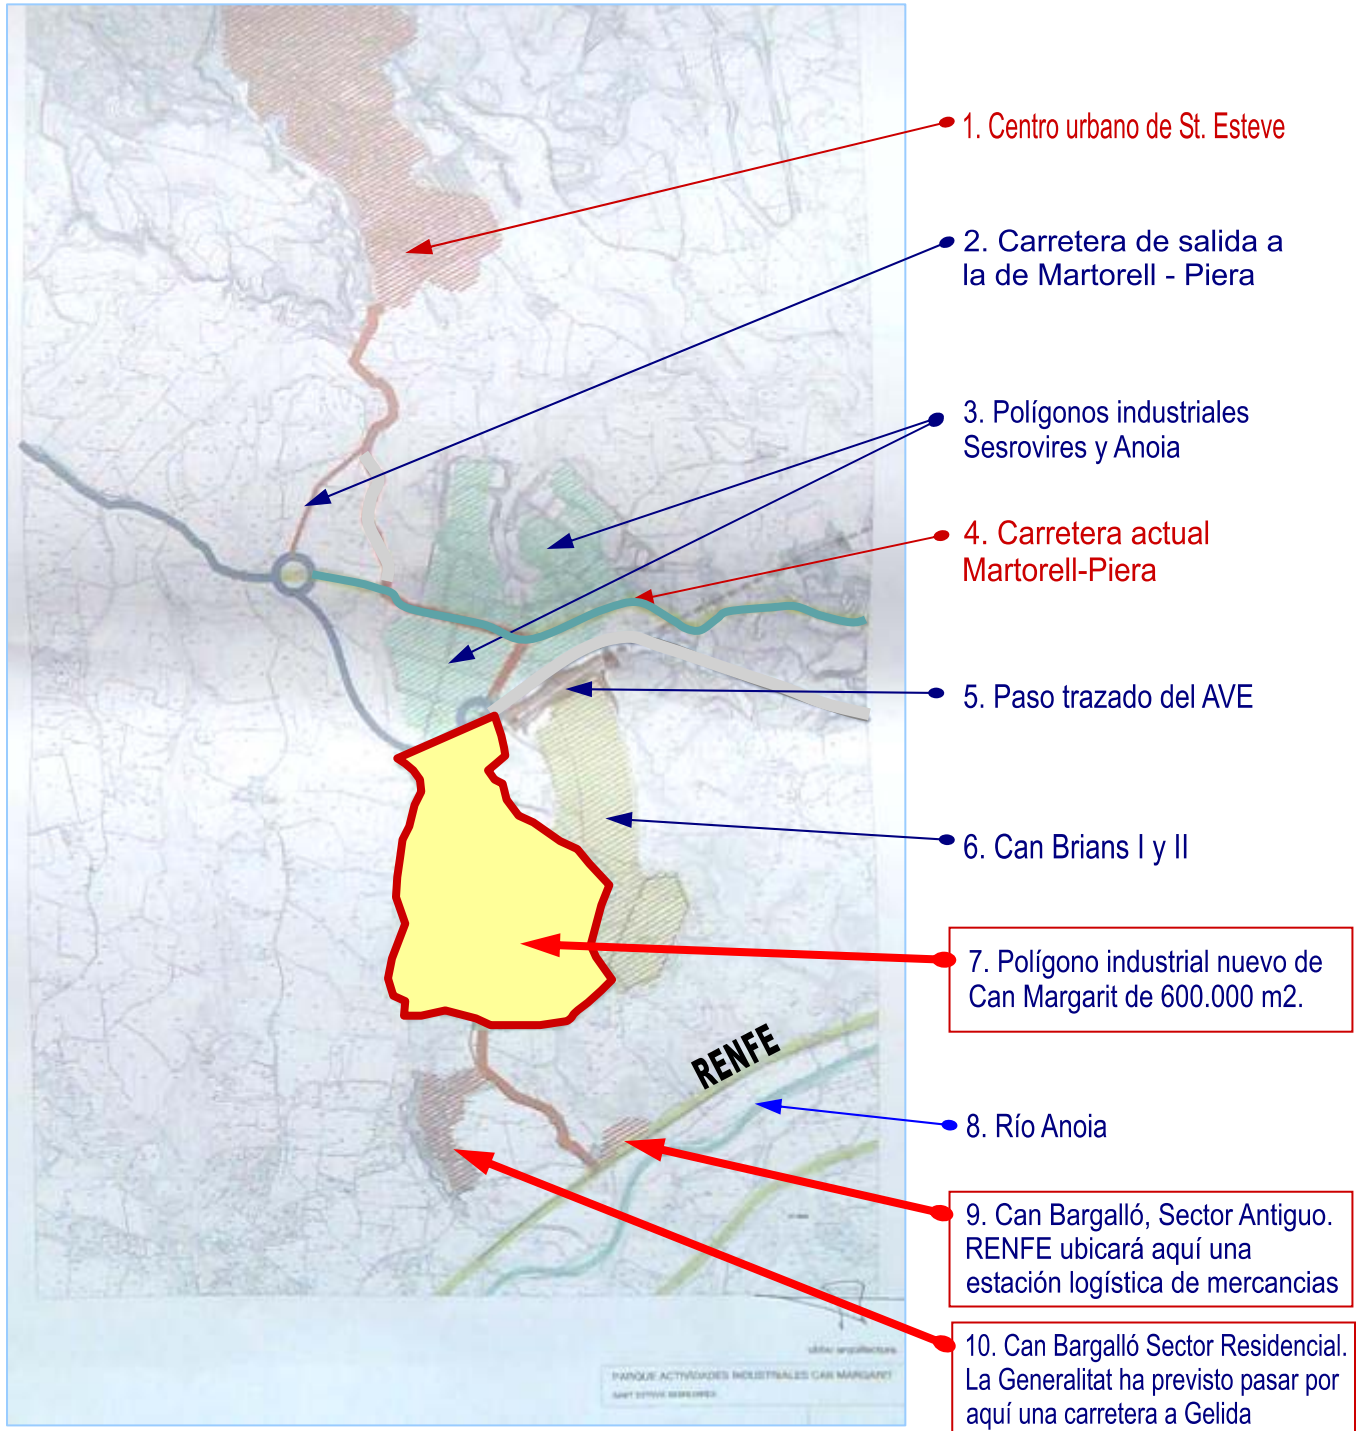 1. Centro urbano de St. Esteve
2. Carretera de salida a
la de Martorell - Piera
3. Polígonos industriales
Sesrovires y Anoia
4. Carretera actual
Martorell-Piera
5. Paso trazado del AVE
6. Can Brians I y II
7. Polígono industrial nuevo de
Can Margarit de 600.000 m2.
RENFE
8. Río Anoia
9. Can Bargalló, Sector Antiguo.
RENFE ubicará aquí una
estación logística de mercancias
10. Can Bargalló Sector Residencial.
La Generalitat ha previsto pasar por
aquí una carretera a Gelida
arquitectura
PARQUE ACTIVIDADES INDUSTRIALES CAN MARGARIT
SANT ESTEVE SESROVIRES